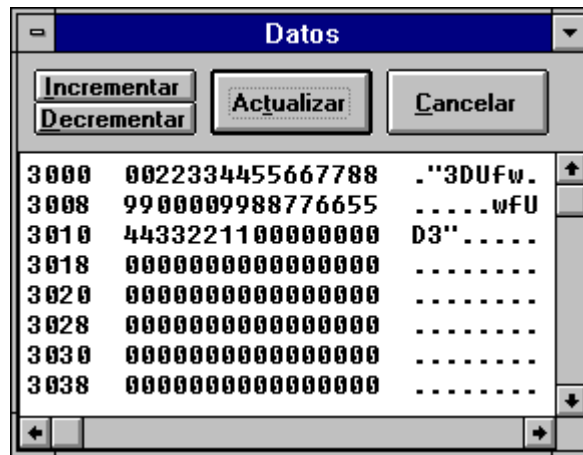 Datos
Incrementar
Decrementar
Actualizar
Cancelar
3000 0022334455667788 ."3DUfw.
3008 9900009988776655 .....wfU
3010 4433221100000000 D3".....
3018 0000000000000000 ........
3020 0000000000000000 ........
3028 0000000000000000 ........
3030 0000000000000000 ........
3038 0000000000000000 ........